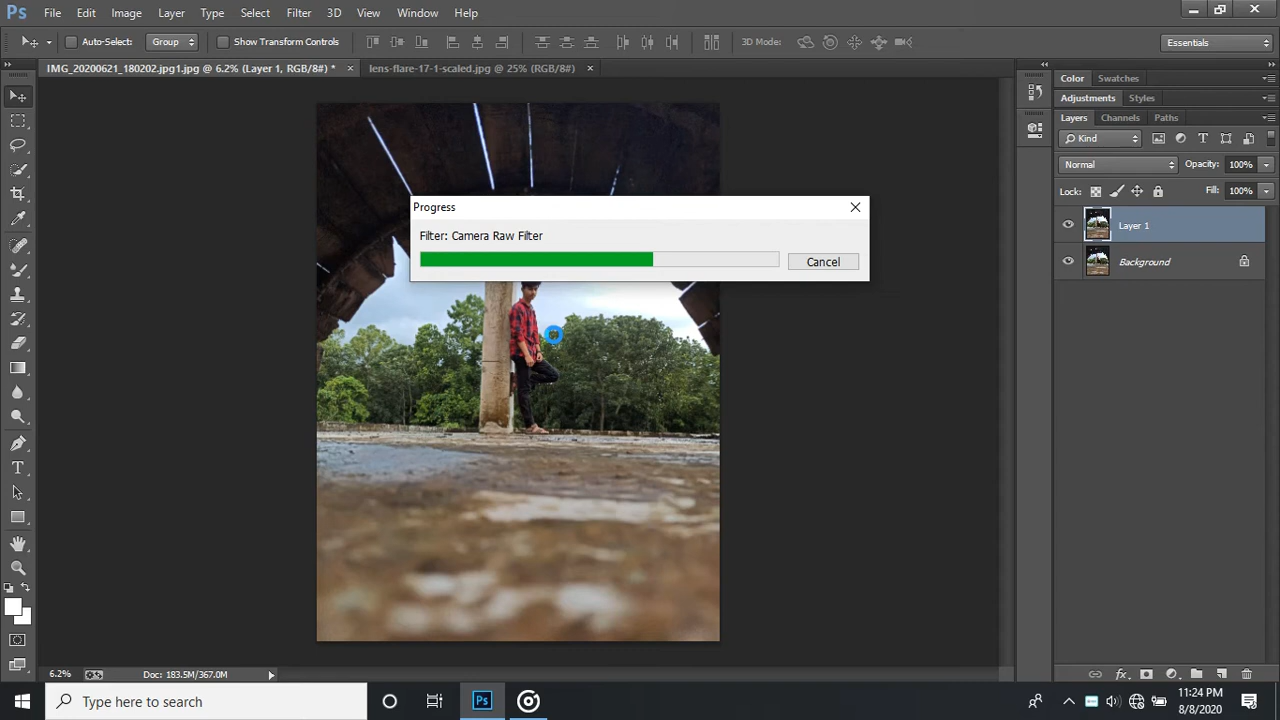 Ps File Edit Image Layer Type Select Filter 3D View Window Help
Auto-Select: Group Show Transform Controls 3D Mode: Essentials
IMG_20200621_180202.jpg1.jpg @ 6.2% (Layer 1, RGB/8#) * × lens-flare-17-1-scaled.jpg @ 25% (RGB/8#) ×
Color Swatches
Adjustments Styles
Layers Channels Paths
Kind
Normal Opacity: 100%
Lock: Fill: 100%
Layer 1
Background
Progress
Filter: Camera Raw Filter
Cancel
6.2% Doc: 183.5M/367.0M
Type here to search
Ps
1:24 PM
8/8/2020